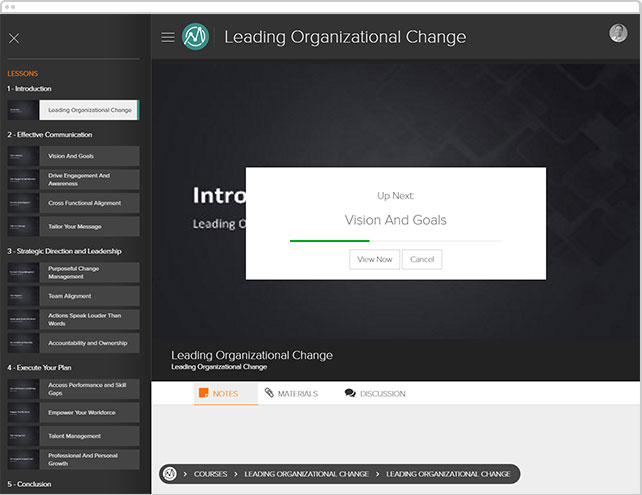 Leading Organizational Change
LESSONS
1 - Introduction
Leading Organizational Change
2 - Effective Communication
Vision And Goals
Drive Engagement And
Awareness
Cross Functional Alignment
Tailor Your Message
3 - Strategic Direction and Leadership
Purposeful Change
Management
Team Alignment
Actions Speak Louder Than
Words
Accountability and Ownership
4 - Execute Your Plan
Access Performance and Skill
Gaps
Empower Your Workforce
Talent Management
Professional And Personal
Growth
5 - Conclusion
Intro
Leading O
Up Next:
Vision And Goals
View Now
Cancel
Leading Organizational Change
Leading Organizational Change
NOTES
MATERIALS
DISCUSSION
COURSES > LEADING ORGANIZATIONAL CHANGE > LEADING ORGANIZATIONAL CHANGE